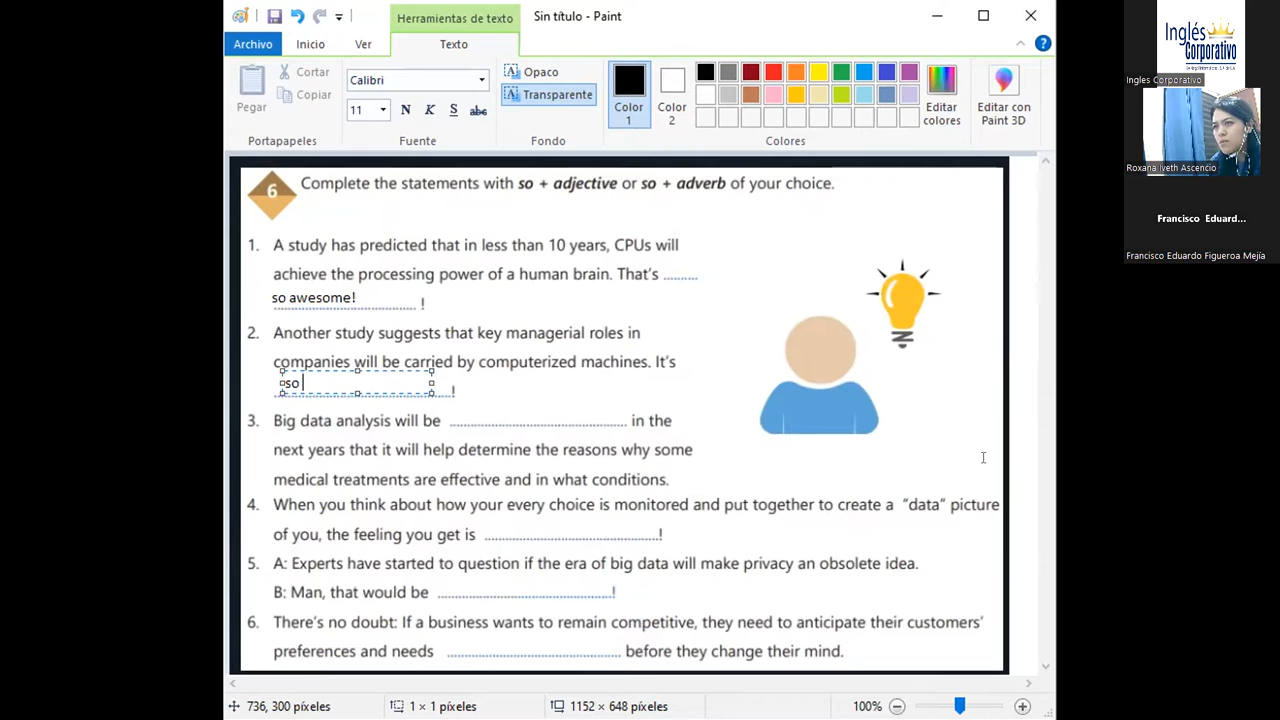 Herramientas de texto
Sin título - Paint
Archivo
Inicio
Ver
Texto
Pegar
Cortar
Copiar
Portapapeles
Calibri
11
N K S abc
Fuente
Opaco
Transparente
Fondo
Color 1
Color 2
Editar colores
Editar con Paint 3D
Colores
6 Complete the statements with so + adjective or so + adverb of your choice.
1. A study has predicted that in less than 10 years, CPUs will
achieve the processing power of a human brain. That's ........
so awesome! !
2. Another study suggests that key managerial roles in
companies will be carried by computerized machines. It's
so !
3. Big data analysis will be ........ in the
next years that it will help determine the reasons why some
medical treatments are effective and in what conditions.
4. When you think about how your every choice is monitored and put together to create a "data" picture
of you, the feeling you get is ........!
5. A: Experts have started to question if the era of big data will make privacy an obsolete idea.
B: Man, that would be ........!
6. There's no doubt: If a business wants to remain competitive, they need to anticipate their customers'
preferences and needs ........ before they change their mind.
736, 300 píxeles
1 × 1 píxeles
1152 × 648 píxeles
100%
Inglés
Corporativo
Ingles Corporativo
Roxana Iveth Ascencio
Francisco Eduard...
Francisco Eduardo Figueroa Mejía